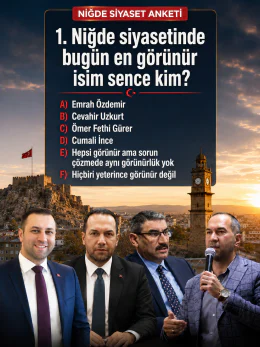 NİĞDE SİYASET ANKETİ
1. Niğde siyasetinde
bugün en görünür
isim sence kim?
A) Emrah Özdemir
B) Cevahir Uzkurt
C) Ömer Fethi Gürer
D) Cumali İnce
E) Hepsi görünür ama sorun
çözmede aynı görünürlük yok
F) Hiçbiri yeterince görünür değil